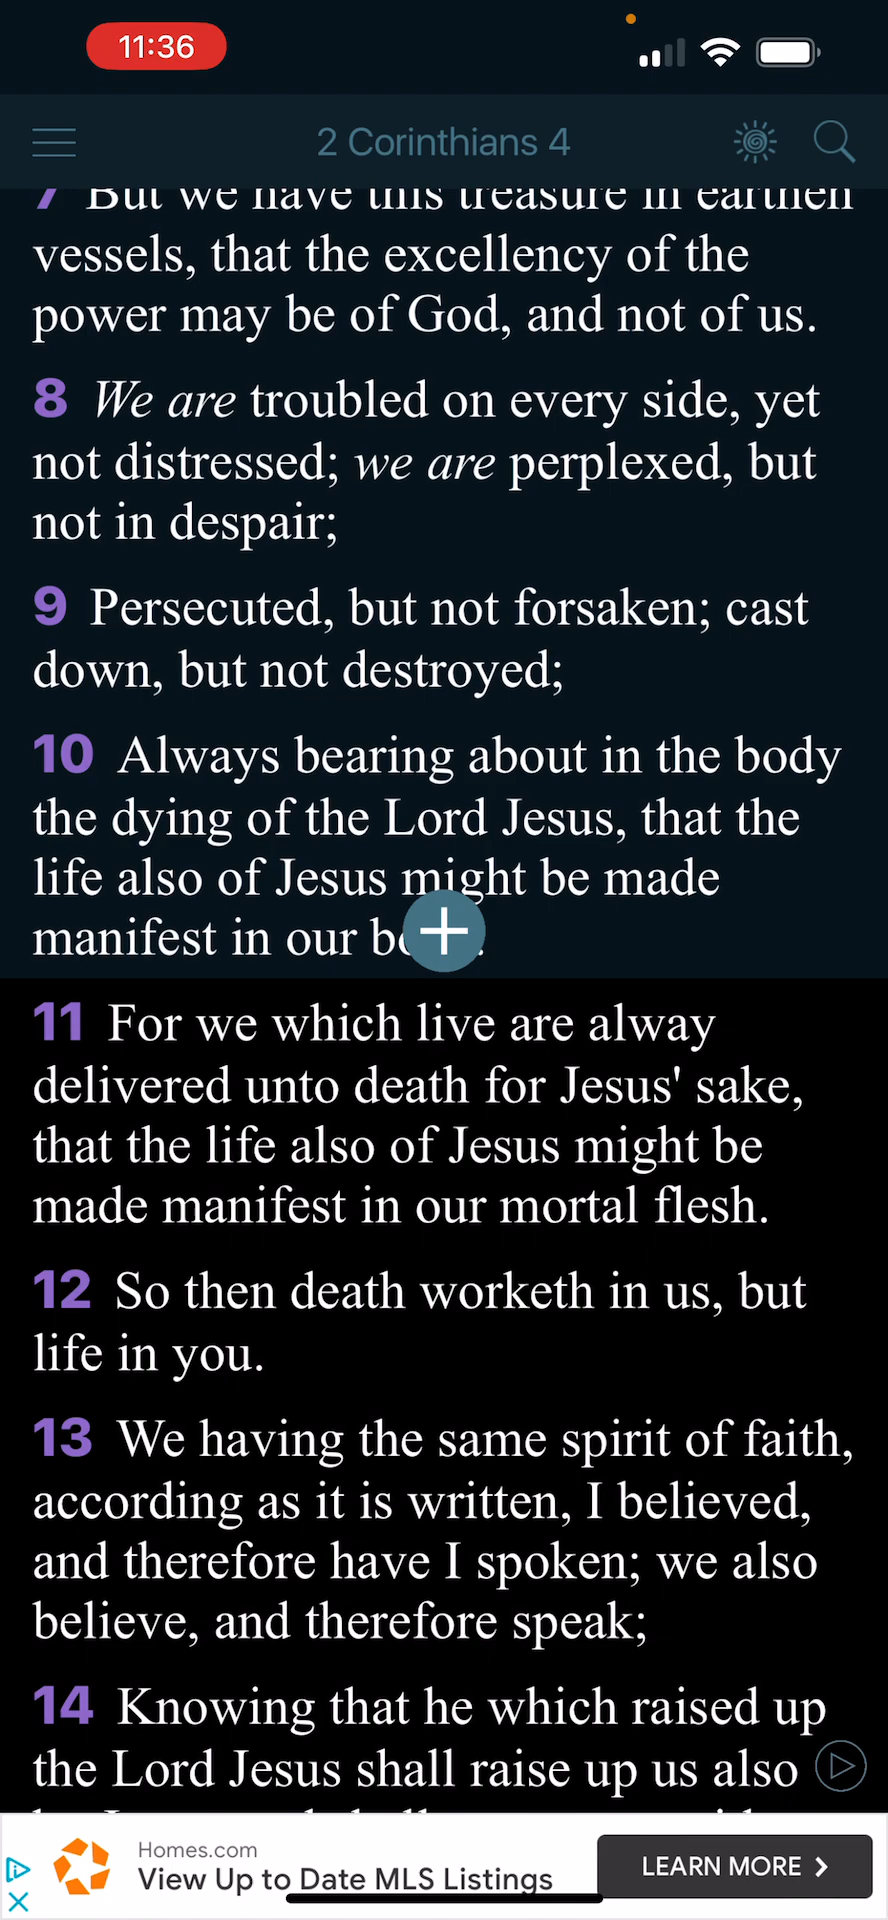 11:36
2 Corinthians 4
7 But we have this treasure in earthen
vessels, that the excellency of the
power may be of God, and not of us.
8 We are troubled on every side, yet
not distressed; we are perplexed, but
not in despair;
9 Persecuted, but not forsaken; cast
down, but not destroyed;
10 Always bearing about in the body
the dying of the Lord Jesus, that the
life also of Jesus might be made
manifest in our
11 For we which live are alway
delivered unto death for Jesus' sake,
that the life also of Jesus might be
made manifest in our mortal flesh.
12 So then death worketh in us, but
life in you.
13 We having the same spirit of faith,
according as it is written, I believed,
and therefore have I spoken; we also
believe, and therefore speak;
14 Knowing that he which raised up
the Lord Jesus shall raise up us also
Homes.com
View Up to Date MLS Listings
LEARN MORE